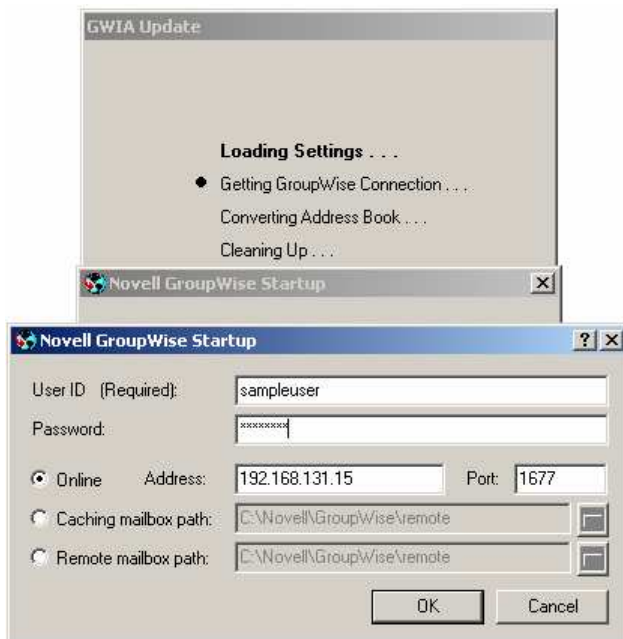 GWIA Update
Loading Settings . . .
Getting GroupWise Connection . . .
Converting Address Book . . .
Cleaning Up . . .
Novell GroupWise Startup
Novell GroupWise Startup
User ID (Required):
sampleuser
Password:
xxxxxxxx
Online
Address:
192.168.131.15
Port:
1677
Caching mailbox path:
C:\Novell\GroupWise\remote
Remote mailbox path:
C:\Novell\GroupWise\remote
OK
Cancel